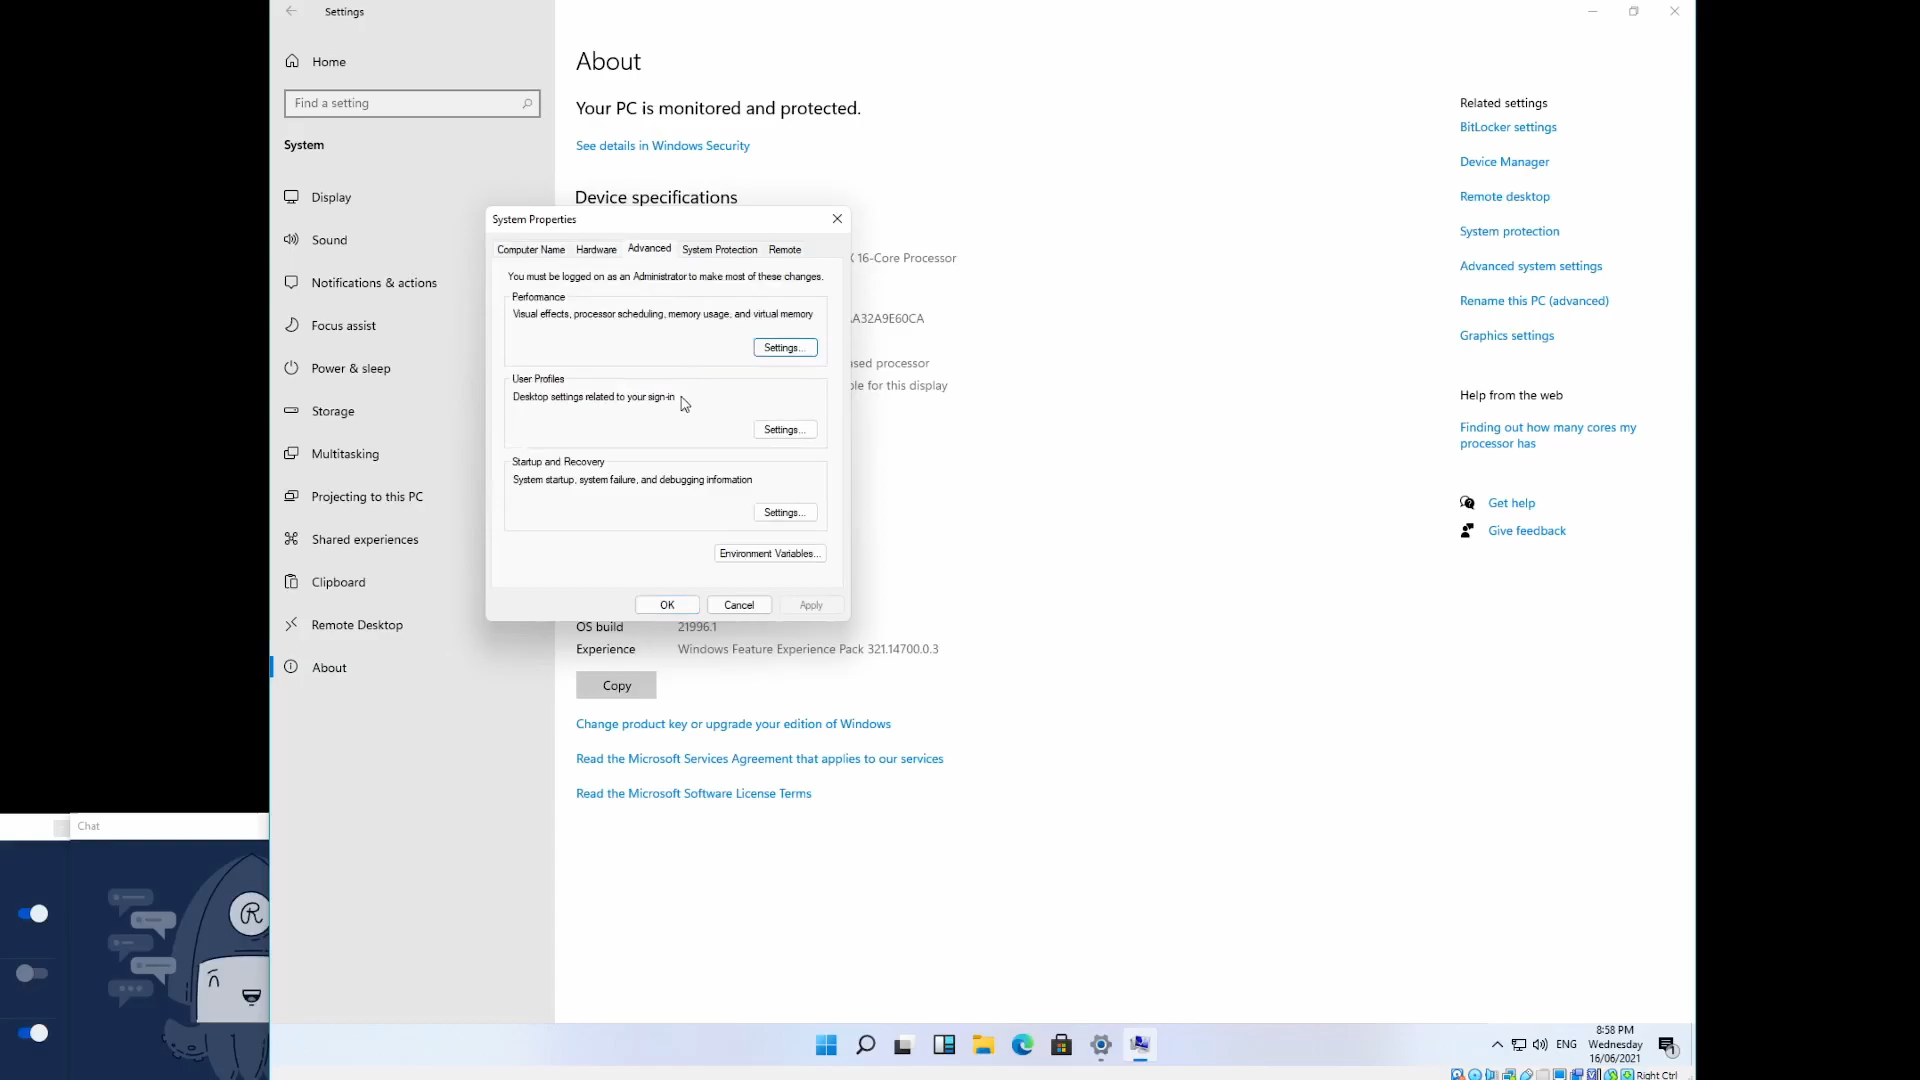 Settings
Home
Find a setting
System
Display
Sound
Notifications & actions
Focus assist
Power & sleep
Storage
Multitasking
Projecting to this PC
Shared experiences
Clipboard
Remote Desktop
About
About
Your PC is monitored and protected.
See details in Windows Security
Device specifications
16-Core Processor
A32A9E60CA
ased processor
ble for this display
System Properties
Computer Name
Hardware
Advanced
System Protection
Remote
You must be logged on as an Administrator to make most of these changes.
Performance
Visual effects, processor scheduling, memory usage, and virtual memory
Settings...
User Profiles
Desktop settings related to your sign-in
Settings...
Startup and Recovery
System startup, system failure, and debugging information
Settings...
Environment Variables...
OK
Cancel
Apply
OS build 21996.1
Experience Windows Feature Experience Pack 321.14700.0.3
Copy
Change product key or upgrade your edition of Windows
Read the Microsoft Services Agreement that applies to our services
Read the Microsoft Software License Terms
Related settings
BitLocker settings
Device Manager
Remote desktop
System protection
Advanced system settings
Rename this PC (advanced)
Graphics settings
Help from the web
Finding out how many cores my
processor has
Get help
Give feedback
Chat
R
ENG
8:58 PM
Wednesday
16/06/2021
1
Right Ctrl